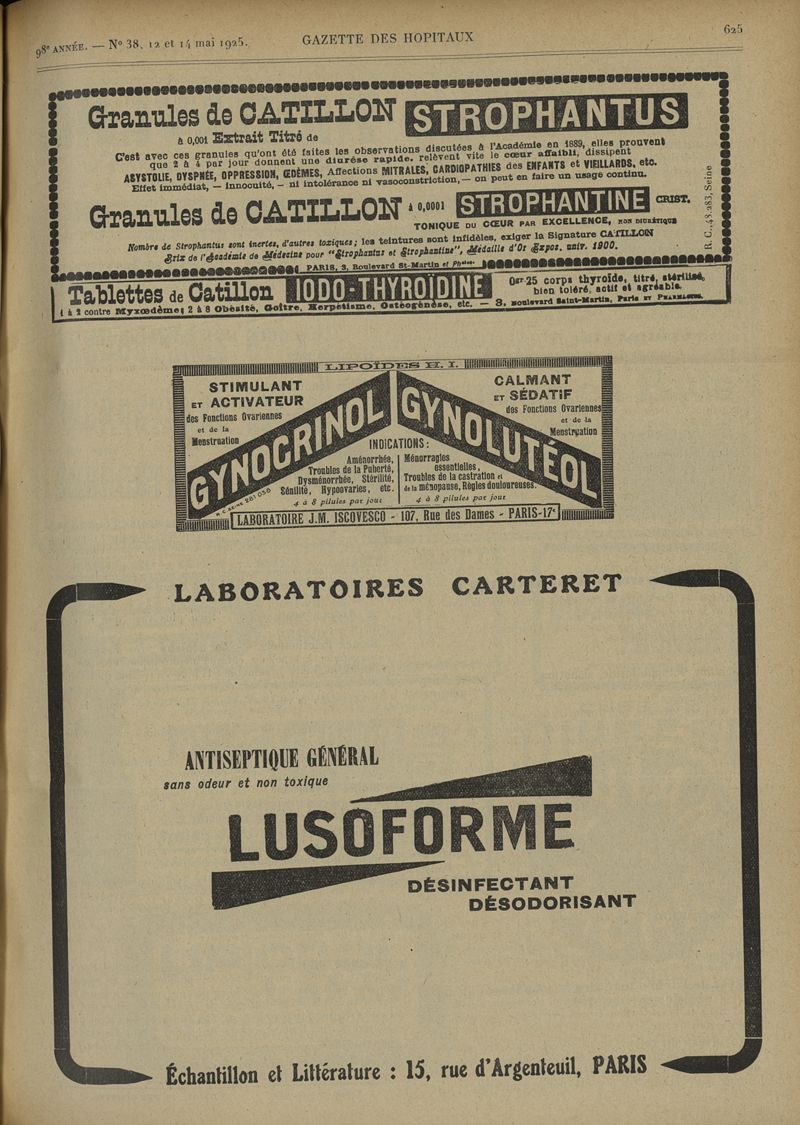 98e ANNÉE. — No 38, 12 et 14 mai 1925.
GAZETTE DES HOPITAUX
625
Granules de CATILLON STROPHANTUS
à 0,001 Extrait Titré de
C'est avec ces granules qu'ont été faites les observations discutées à l'Académie en 1889, elles prouvent
que 2 à 4 par jour donnent une diurèse rapide, relèvent vite le cœur affaibli, dissipent
ASYSTOLIE, DYSPNÉE, OPPRESSION, ŒDÈMES, Affections MITRALES, CARDIOPATHIES des ENFANTS et VIEILLARDS, etc.
Effet immédiat, — innocuité, — ni intolérance ni vasoconstriction, — on peut en faire un usage continu.
Granules de CATILLON à 0,0001 STROPHANTINE CRIST.
TONIQUE DU CŒUR PAR EXCELLENCE, NON DIURÉTIQUE
Nombre de Strophantus sont inertes, d'autres toxiques; les teintures sont infidèles, exiger la Signature CATILLON
Prix de l'Académie de Médecine pour "Strophantus et Strophantine", Médaille d'Or Expos. univ. 1900.
PARIS, 3, Boulevard St-Martin et Phies.
R. C., 48.283, Seine
Tablettes de Catillon IODO-THYROÏDINE
0gr.25 corps thyroïde, titré, stérilisé,
bien toléré, actif et agréable.
1 à 2 contre Myxœdème; 2 à 8 Obésité, Goître, Herpétisme, Ostéogénèse, etc. — 3, Boulevard Saint-Martin, Paris ET PHARMACIES.
LIPOÏDES H. I.
STIMULANT
ET ACTIVATEUR
des Fonctions Ovariennes
et de la
Menstruation
GYNOCRINOL
CALMANT
ET SÉDATIF
des Fonctions Ovariennes
et de la
Menstruation
GYNOLUTÉOL
INDICATIONS:
Aménorrhée,
Troubles de la Puberté,
Dysménorrhée, Stérilité,
Sénilité, Hypoovaries, etc.
4 à 8 pilules par jour
Ménorragies
essentielles,
Troubles de la castration et
de la Ménopause, Règles douloureuses.
4 à 8 pilules par jour
LABORATOIRE J.M. ISCOVESCO - 107, Rue des Dames - PARIS-17e
LABORATOIRES CARTERET
ANTISEPTIQUE GÉNÉRAL
sans odeur et non toxique
LUSOFORME
DÉSINFECTANT
DÉSODORISANT
Échantillon et Littérature : 15, rue d'Argenteuil, PARIS